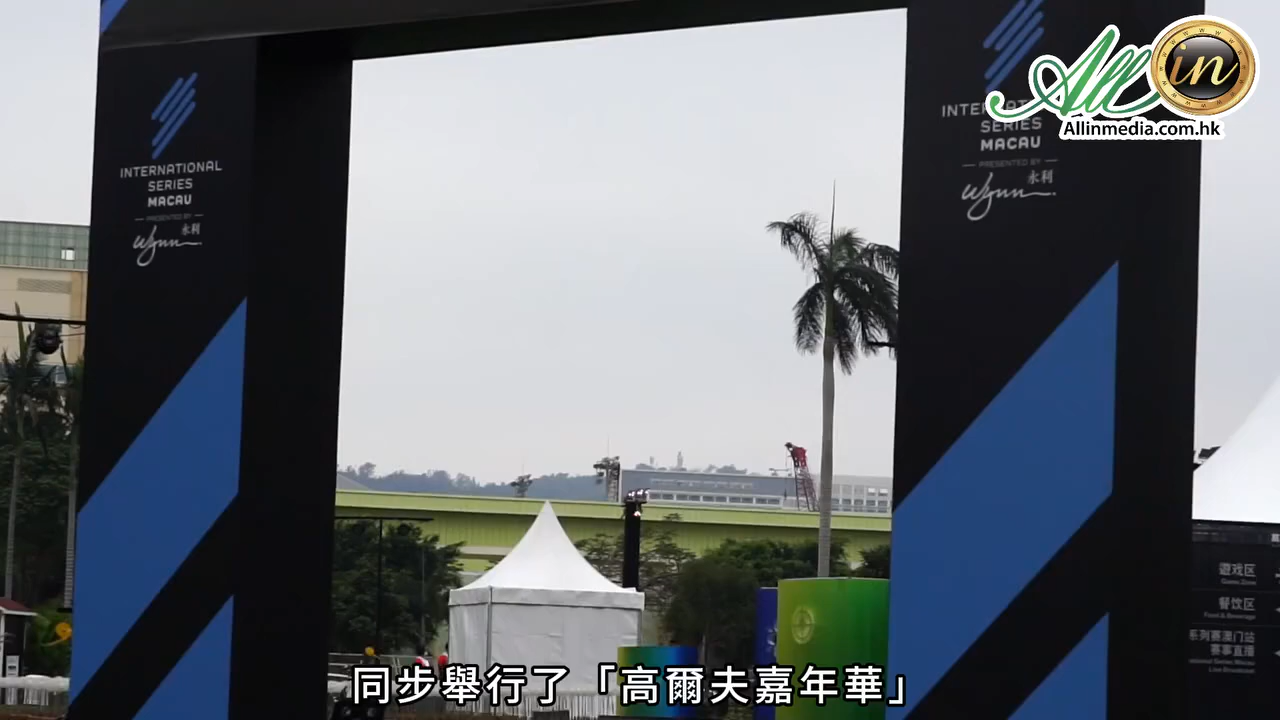 INTERNATIONAL
SERIES
MACAU
PRESENTED BY
Wynn 永利
INTERNATIONAL
SERIES
MACAU
PRESENTED BY
Wynn 永利
All in
Allinmedia.com.hk
遊戏区
Game Zone
餐饮区
Food & Beverage
系列赛澳门站
赛事直播
Live Broadcast
同步舉行了「高爾夫嘉年華」